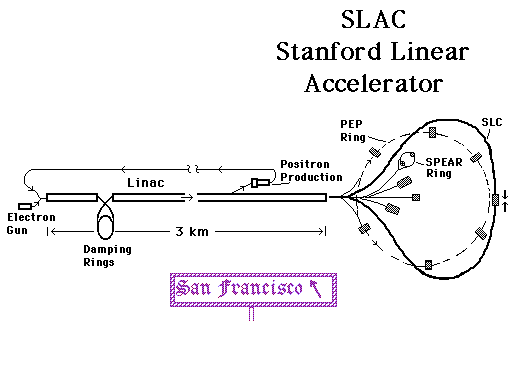 SLAC
Stanford Linear
Accelerator
PEP
Ring
SLC
SPEAR
Ring
Positron
Production
Linac
Electron
Gun
3 km
Damping
Rings
San Francisco